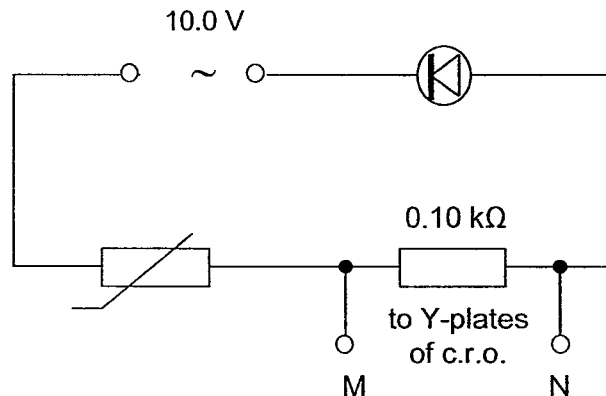 10.0 V
~
0.10 kΩ
to Y-plates
of c.r.o.
M
N